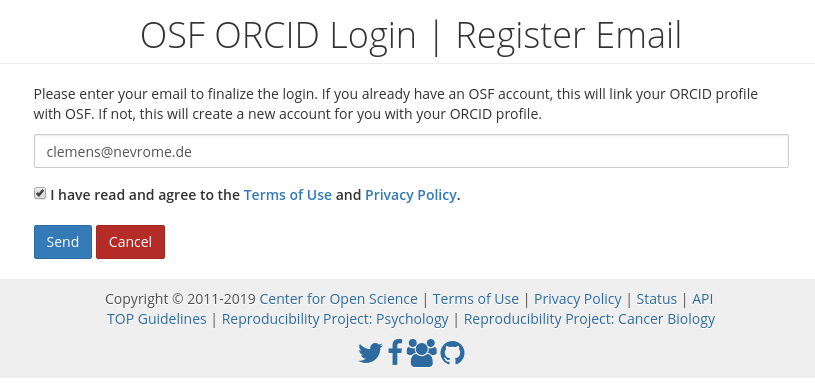 OSF ORCID Login | Register Email
Please enter your email to finalize the login. If you already have an OSF account, this will link your ORCID profile
with OSF. If not, this will create a new account for you with your ORCID profile.
clemens@nevrome.de
I have read and agree to the Terms of Use and Privacy Policy.
Send Cancel
Copyright © 2011-2019 Center for Open Science | Terms of Use | Privacy Policy | Status | API
TOP Guidelines | Reproducibility Project: Psychology | Reproducibility Project: Cancer Biology